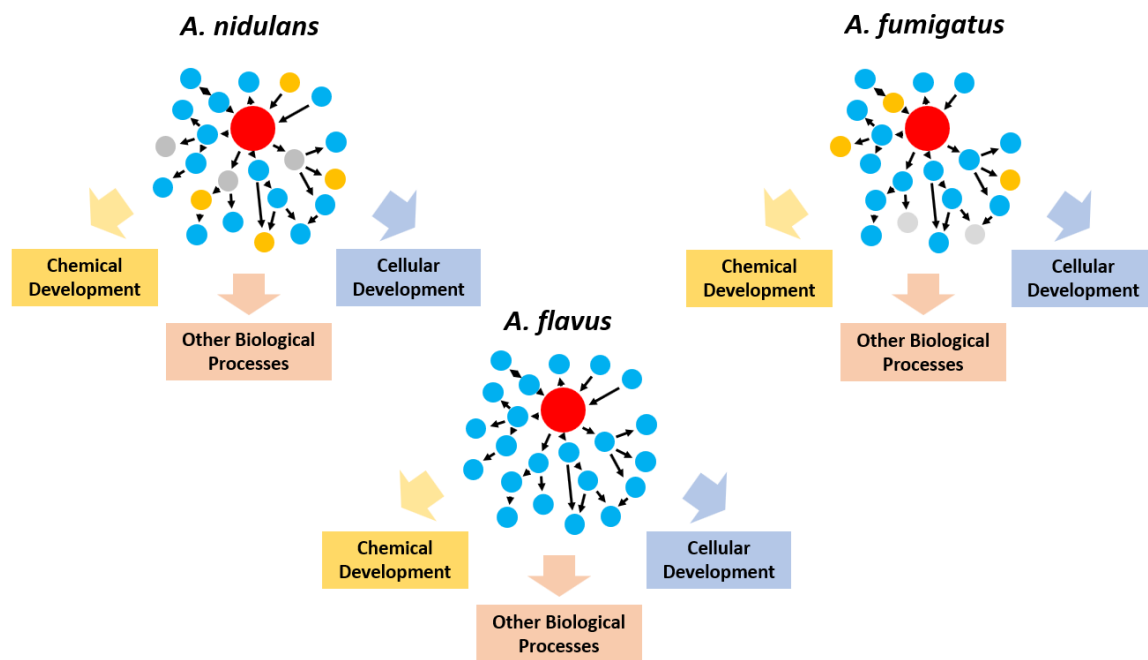 A. nidulans
Chemical
Development
Cellular
Development
Other Biological
Processes
A. fumigatus
Chemical
Development
Cellular
Development
Other Biological
Processes
A. flavus
Chemical
Development
Cellular
Development
Other Biological
Processes